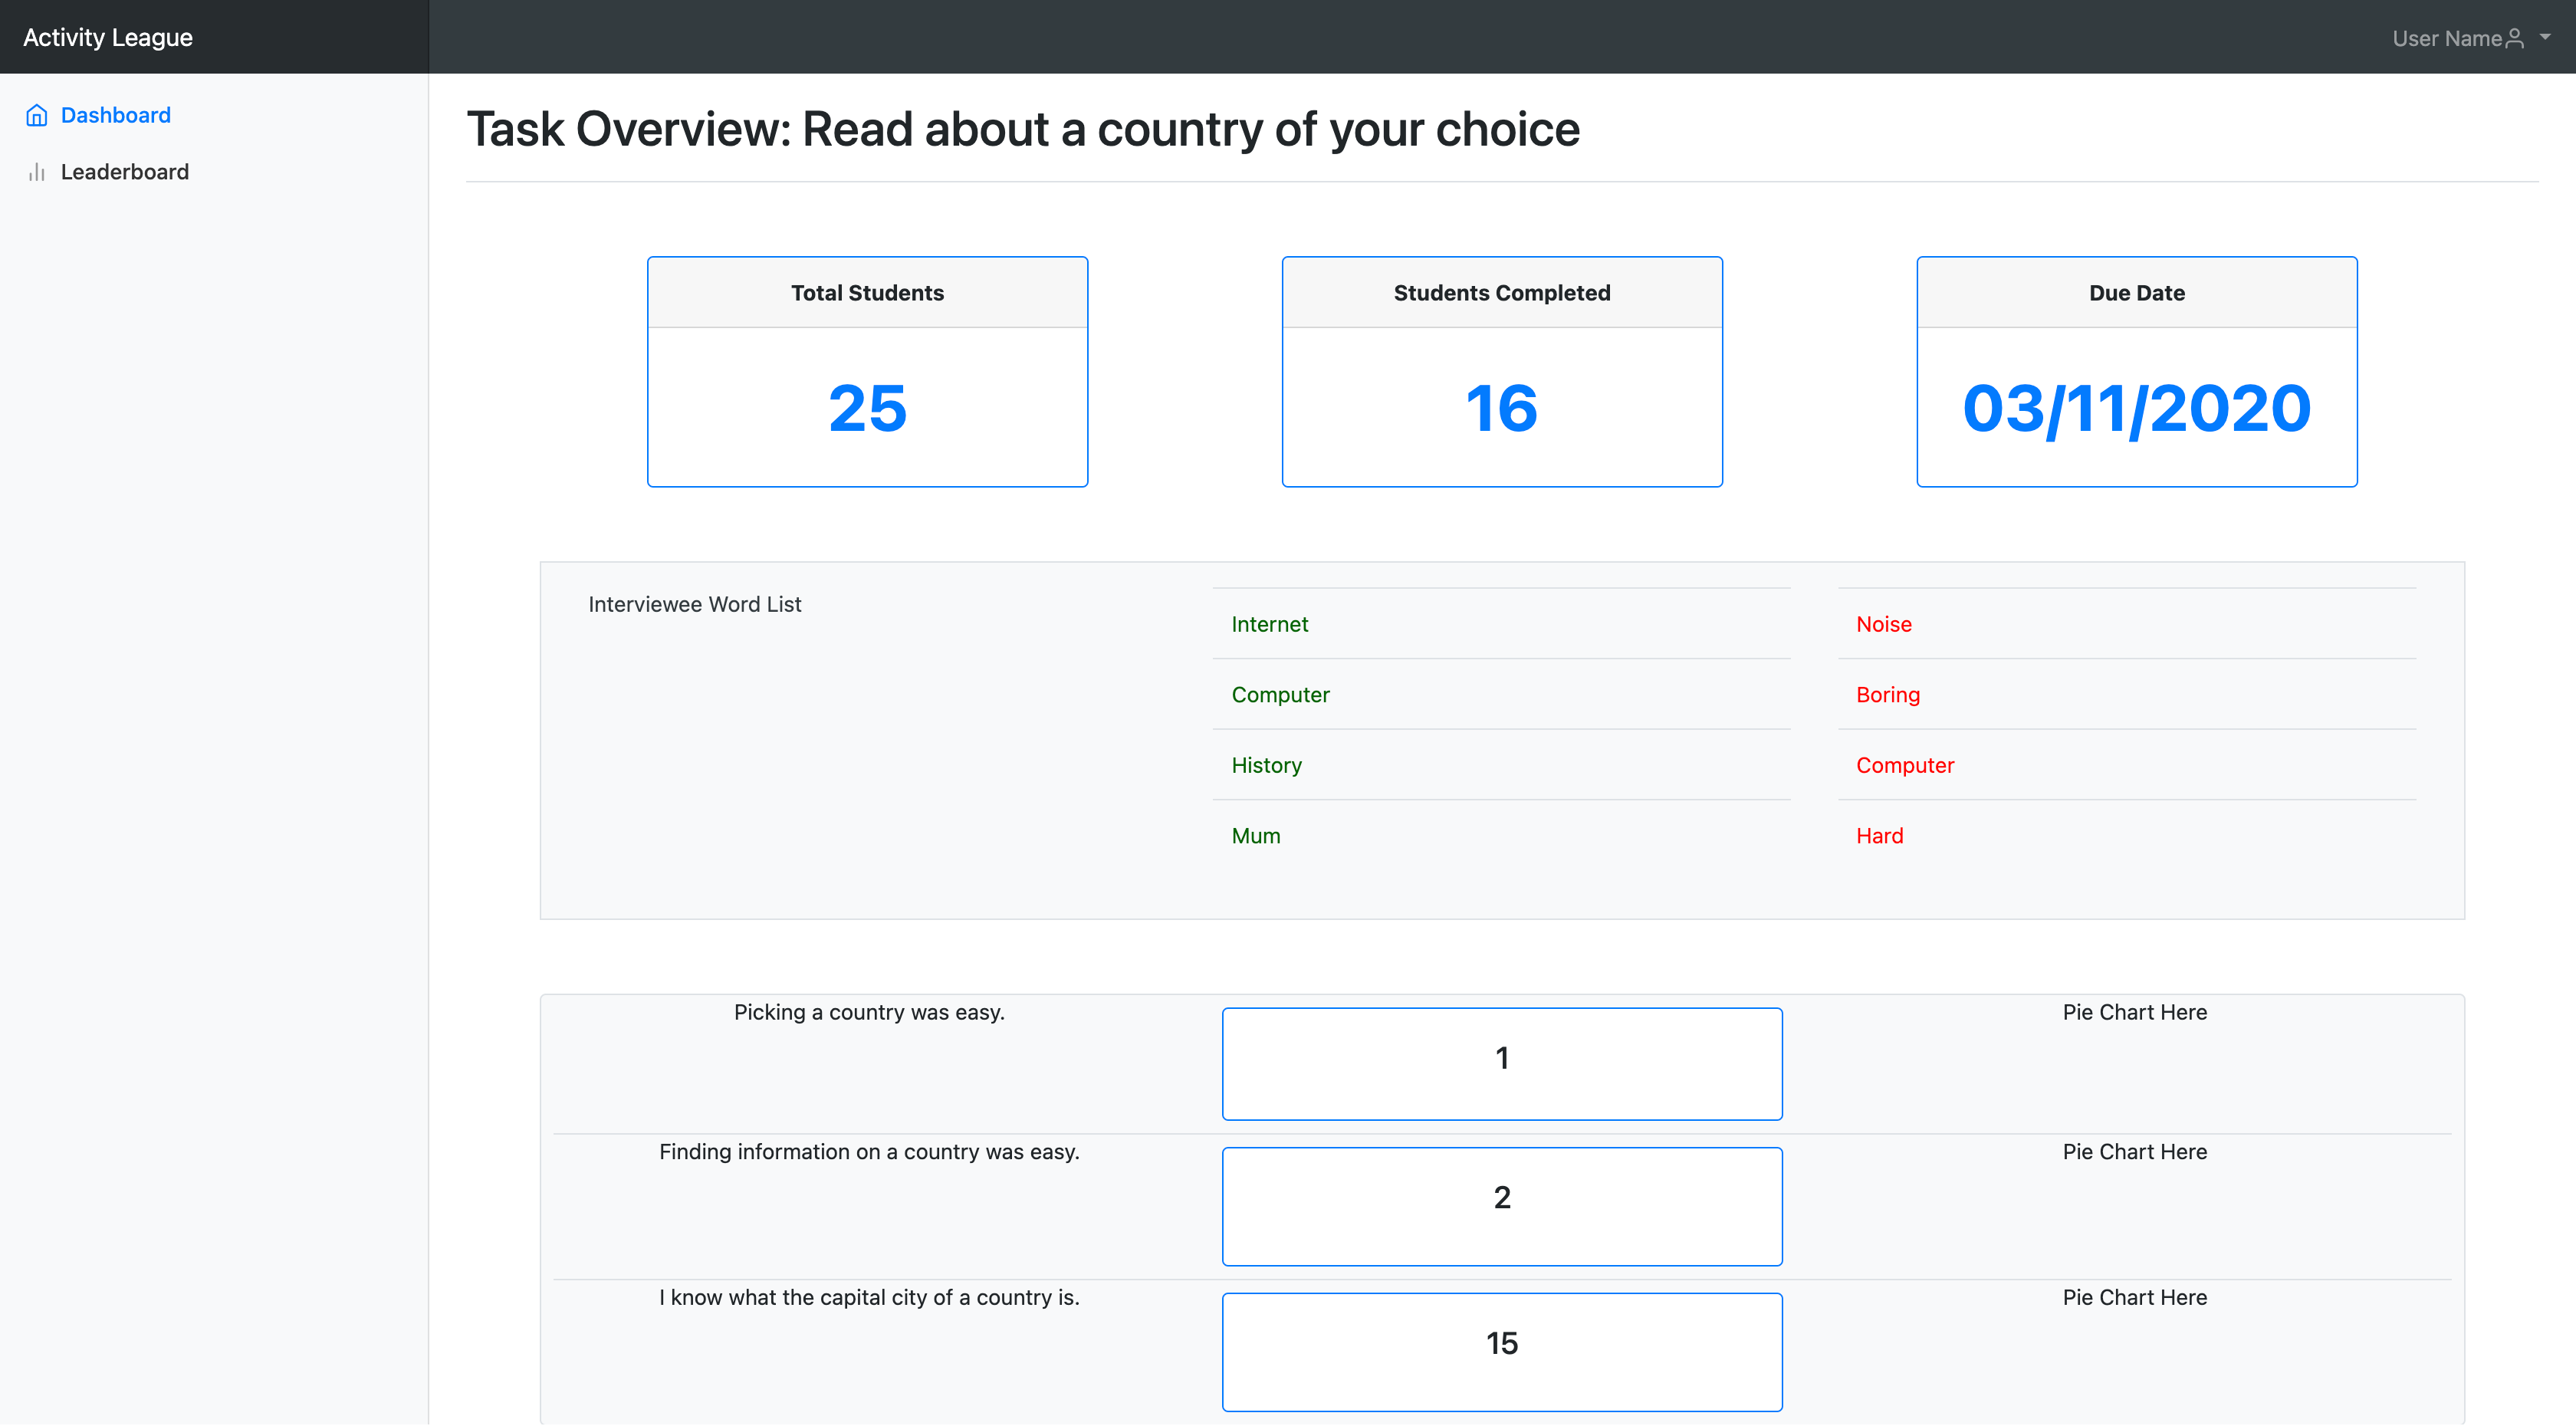 Activity League
User Name
Dashboard
Leaderboard
Task Overview: Read about a country of your choice
Total Students
25
Students Completed
16
Due Date
03/11/2020
Interviewee Word List
Internet
Computer
History
Mum
Noise
Boring
Computer
Hard
Picking a country was easy.
1
Pie Chart Here
Finding information on a country was easy.
2
Pie Chart Here
I know what the capital city of a country is.
15
Pie Chart Here